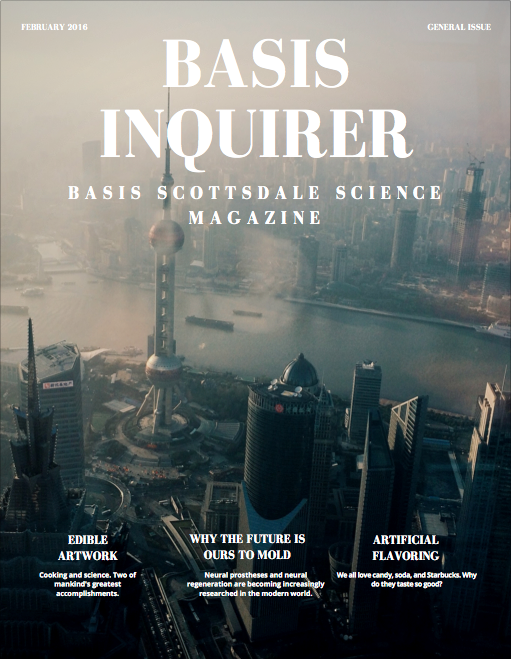 FEBRUARY 2016
GENERAL ISSUE
BASIS
INQUIRER
BASIS SCOTTSDALE SCIENCE
MAGAZINE
EDIBLE
ARTWORK
Cooking and science. Two of
mankind's greatest
accomplishments.
WHY THE FUTURE IS
OURS TO MOLD
Neural prostheses and neural
regeneration are becoming increasingly
researched in the modern world.
ARTIFICIAL
FLAVORING
We all love candy, soda, and Starbucks. Why
do they taste so good?